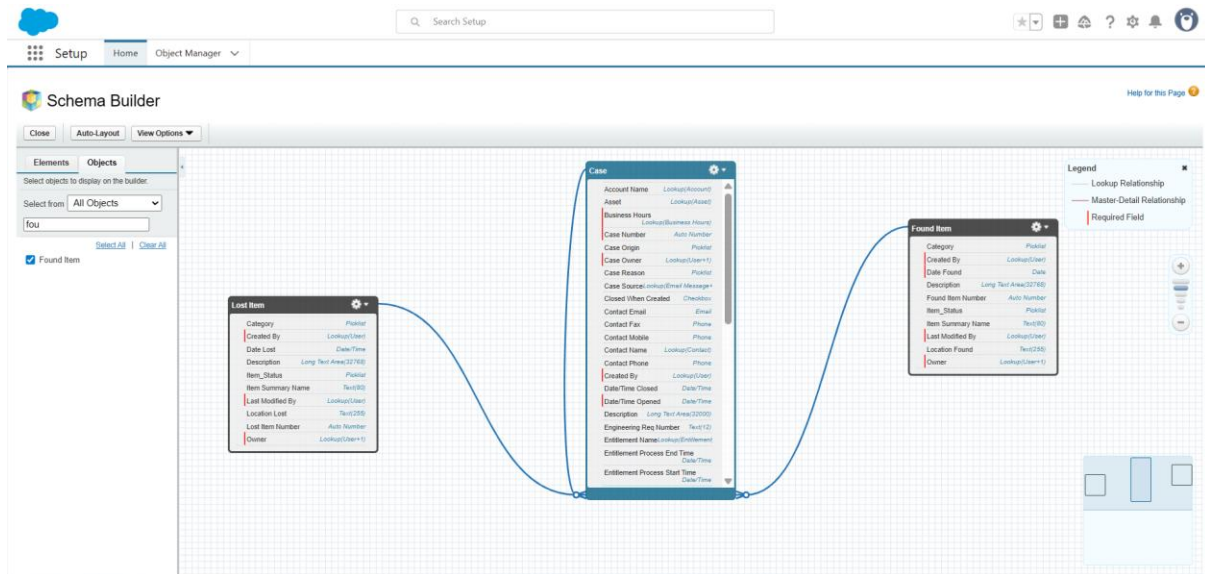 Search Setup
Setup
Home
Object Manager
Schema Builder
Help for this Page
Close
Auto-Layout
View Options
Elements
Objects
Select objects to display on the builder.
Select from
All Objects
fou
Select All | Clear All
Found Item
Lost Item
Category Picklist
Created By Lookup(User)
Date Lost Date/Time
Description Long Text Area(32768)
Item_Status Picklist
Item Summary Name Text(80)
Last Modified By Lookup(User)
Location Lost Text(255)
Lost Item Number Auto Number
Owner Lookup(User+1)
Case
Account Name Lookup(Account)
Asset Lookup(Asset)
Business Hours
Lookup(Business Hours)
Case Number Auto Number
Case Origin Picklist
Case Owner Lookup(User+1)
Case Reason Picklist
Case Source Lookup(Email Message+
Closed When Created Checkbox
Contact Email Email
Contact Fax Phone
Contact Mobile Phone
Contact Name Lookup(Contact)
Contact Phone Phone
Created By Lookup(User)
Date/Time Closed Date/Time
Date/Time Opened Date/Time
Description Long Text Area(32000)
Engineering Req Number Text(12)
Entitlement Name Lookup(Entitlement
Entitlement Process End Time
Date/Time
Entitlement Process Start Time
Date/Time
Found Item
Category Picklist
Created By Lookup(User)
Date Found Date
Description Long Text Area(32768)
Found Item Number Auto Number
Item_Status Picklist
Item Summary Name Text(80)
Last Modified By Lookup(User)
Location Found Text(255)
Owner Lookup(User+1)
Legend
Lookup Relationship
Master-Detail Relationship
Required Field